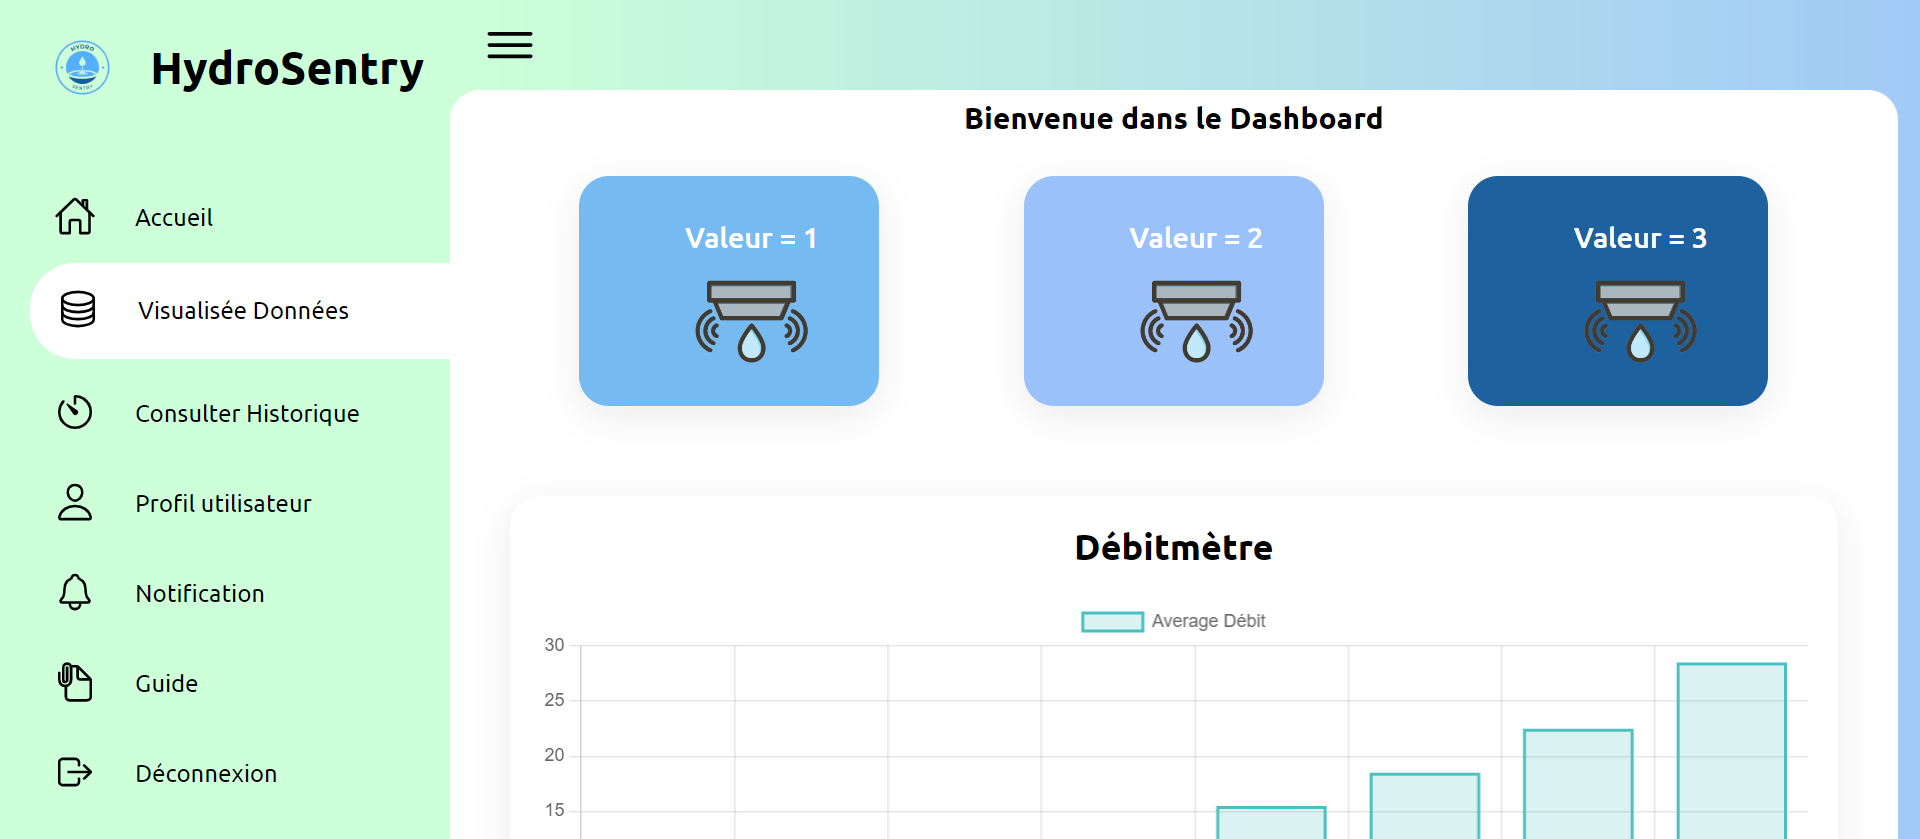 HYDRO
SENTRY
HydroSentry
Accueil
Visualisée Données
Consulter Historique
Profil utilisateur
Notification
Guide
Déconnexion
Bienvenue dans le Dashboard
Valeur = 1
Valeur = 2
Valeur = 3
Débitmètre
Average Débit
30
25
20
15